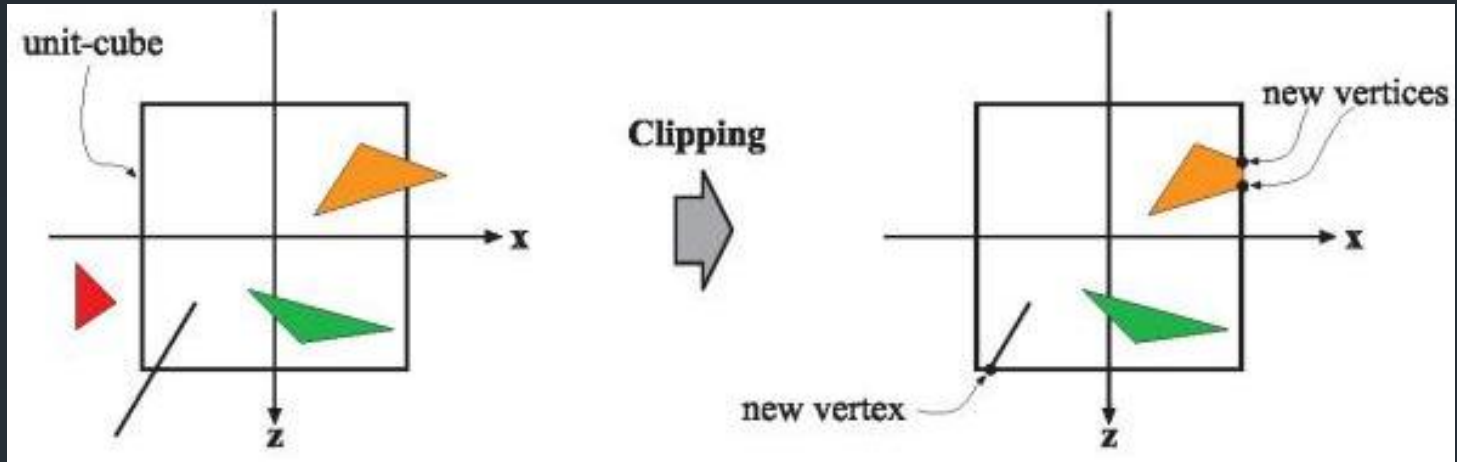 unit-cube
x
z
Clipping
new vertices
x
new vertex
z